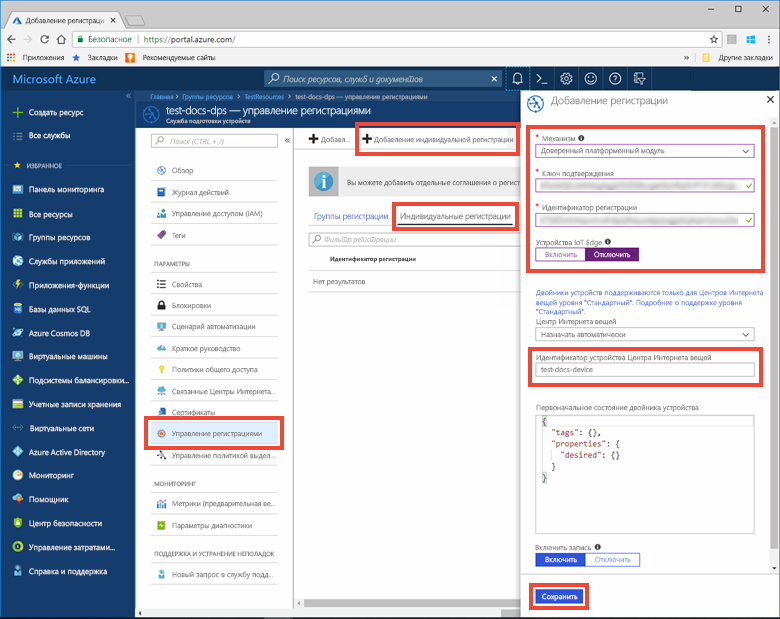 Добавление регистраци
Безопасное
https://portal.azure.com/
Приложения
Закладки
Рекомендуемые сайты
Другие закладки
Microsoft Azure
Поиск ресурсов, служб и документов
Создать ресурс
Все службы
ИЗБРАННОЕ
Панель мониторинга
Все ресурсы
Группы ресурсов
Службы приложений
Приложения-функции
Базы данных SQL
Azure Cosmos DB
Виртуальные машины
Подсистемы балансировки...
Учетные записи хранения
Виртуальные сети
Azure Active Directory
Мониторинг
Помощник
Центр безопасности
Управление затратами...
Справка и поддержка
Главная > Группы ресурсов > TestResources > test-docs-dps — управление регистрациями
test-docs-dps — управление регистрациями
Служба подготовки устройств
Поиск (CTRL + /)
Обзор
Журнал действий
Управление доступом (IAM)
Теги
ПАРАМЕТРЫ
Свойства
Блокировки
Сценарий автоматизации
Краткое руководство
Политики общего доступа
Связанные Центры Интернета...
Сертификаты
Управление регистрациями
Управление политикой выдел...
МОНИТОРИНГ
Метрики (предварительная ве...
Параметры диагностики
ПОДДЕРЖКА И УСТРАНЕНИЕ НЕПОЛАДОК
Новый запрос в службу подд...
Добавл...
Добавление индивидуальной регистрации
Вы можете добавить отдельные соглашения о регист
Группы регистрации
Индивидуальные регистрации
Фильтр регистрации
Идентификатор регистрации
Нет результатов
Добавление регистрации
* Механизм
Доверенный платформенный модуль
* Ключ подтверждения
* Идентификатор регистрации
Устройства IoT Edge
Включить
Отключить
Двойники устройств поддерживаются только для Центров Интернета
вещей уровня "Стандартный". Подробнее о поддержке уровня
"Стандартный".
Центр Интернета вещей
Назначать автоматически
Идентификатор устройства Центра Интернета вещей
test-docs-device
Первоначальное состояние двойника устройства
{
"tags": {},
"properties": {
"desired": {}
}
}
Включить запись
Включить
Отключить
Сохранить